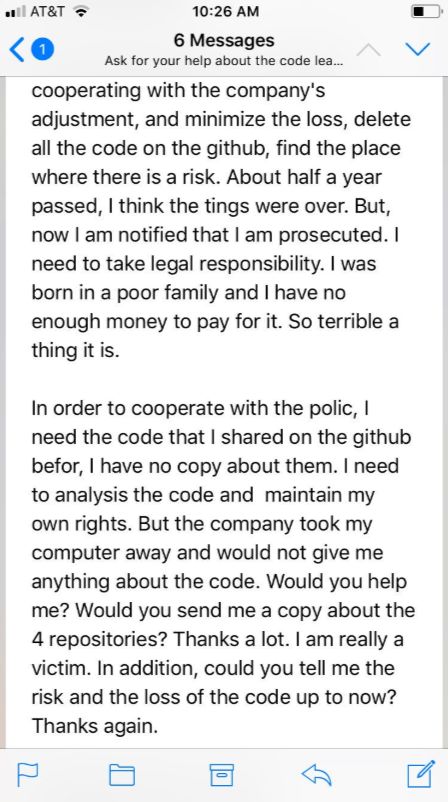 AT&T 10:26 AM
1 6 Messages
Ask for your help about the code lea...
cooperating with the company's
adjustment, and minimize the loss, delete
all the code on the github, find the place
where there is a risk. About half a year
passed, I think the tings were over. But,
now I am notified that I am prosecuted. I
need to take legal responsibility. I was
born in a poor family and I have no
enough money to pay for it. So terrible a
thing it is.
In order to cooperate with the polic, I
need the code that I shared on the github
befor, I have no copy about them. I need
to analysis the code and  maintain my
own rights. But the company took my
computer away and would not give me
anything about the code. Would you help
me? Would you send me a copy about the
4 repositories? Thanks a lot. I am really a
victim. In addition, could you tell me the
risk and the loss of the code up to now?
Thanks again.